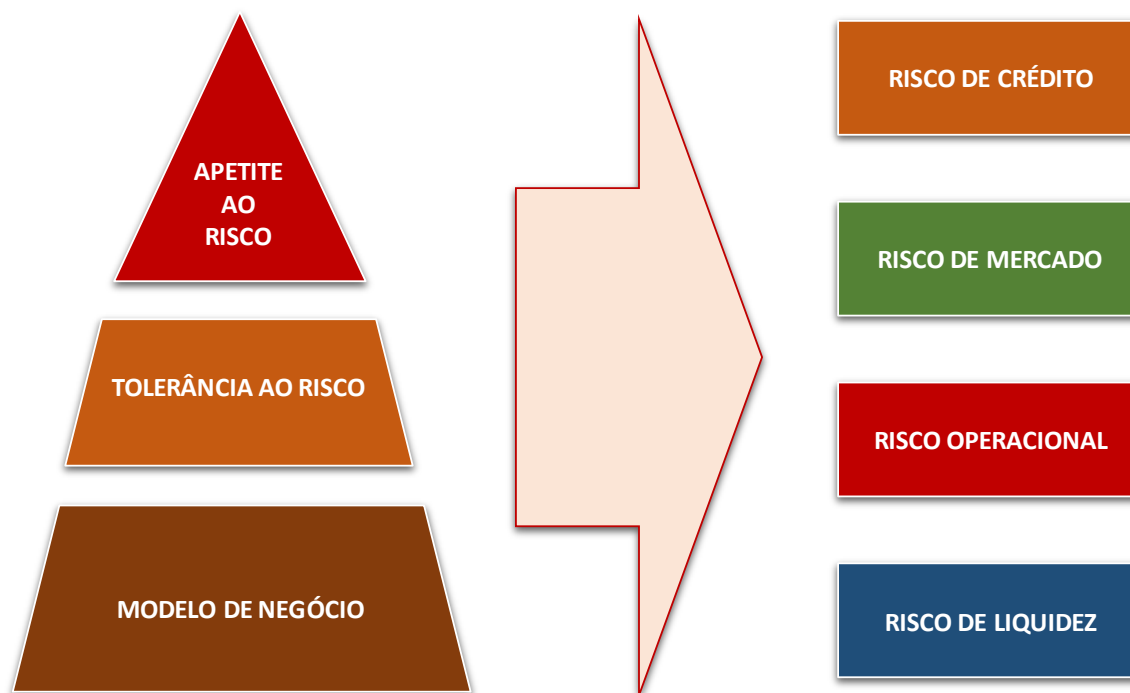 APETITE
AO
RISCO
TOLERÂNCIA AO RISCO
MODELO DE NEGÓCIO
RISCO DE CRÉDITO
RISCO DE MERCADO
RISCO OPERACIONAL
RISCO DE LIQUIDEZ